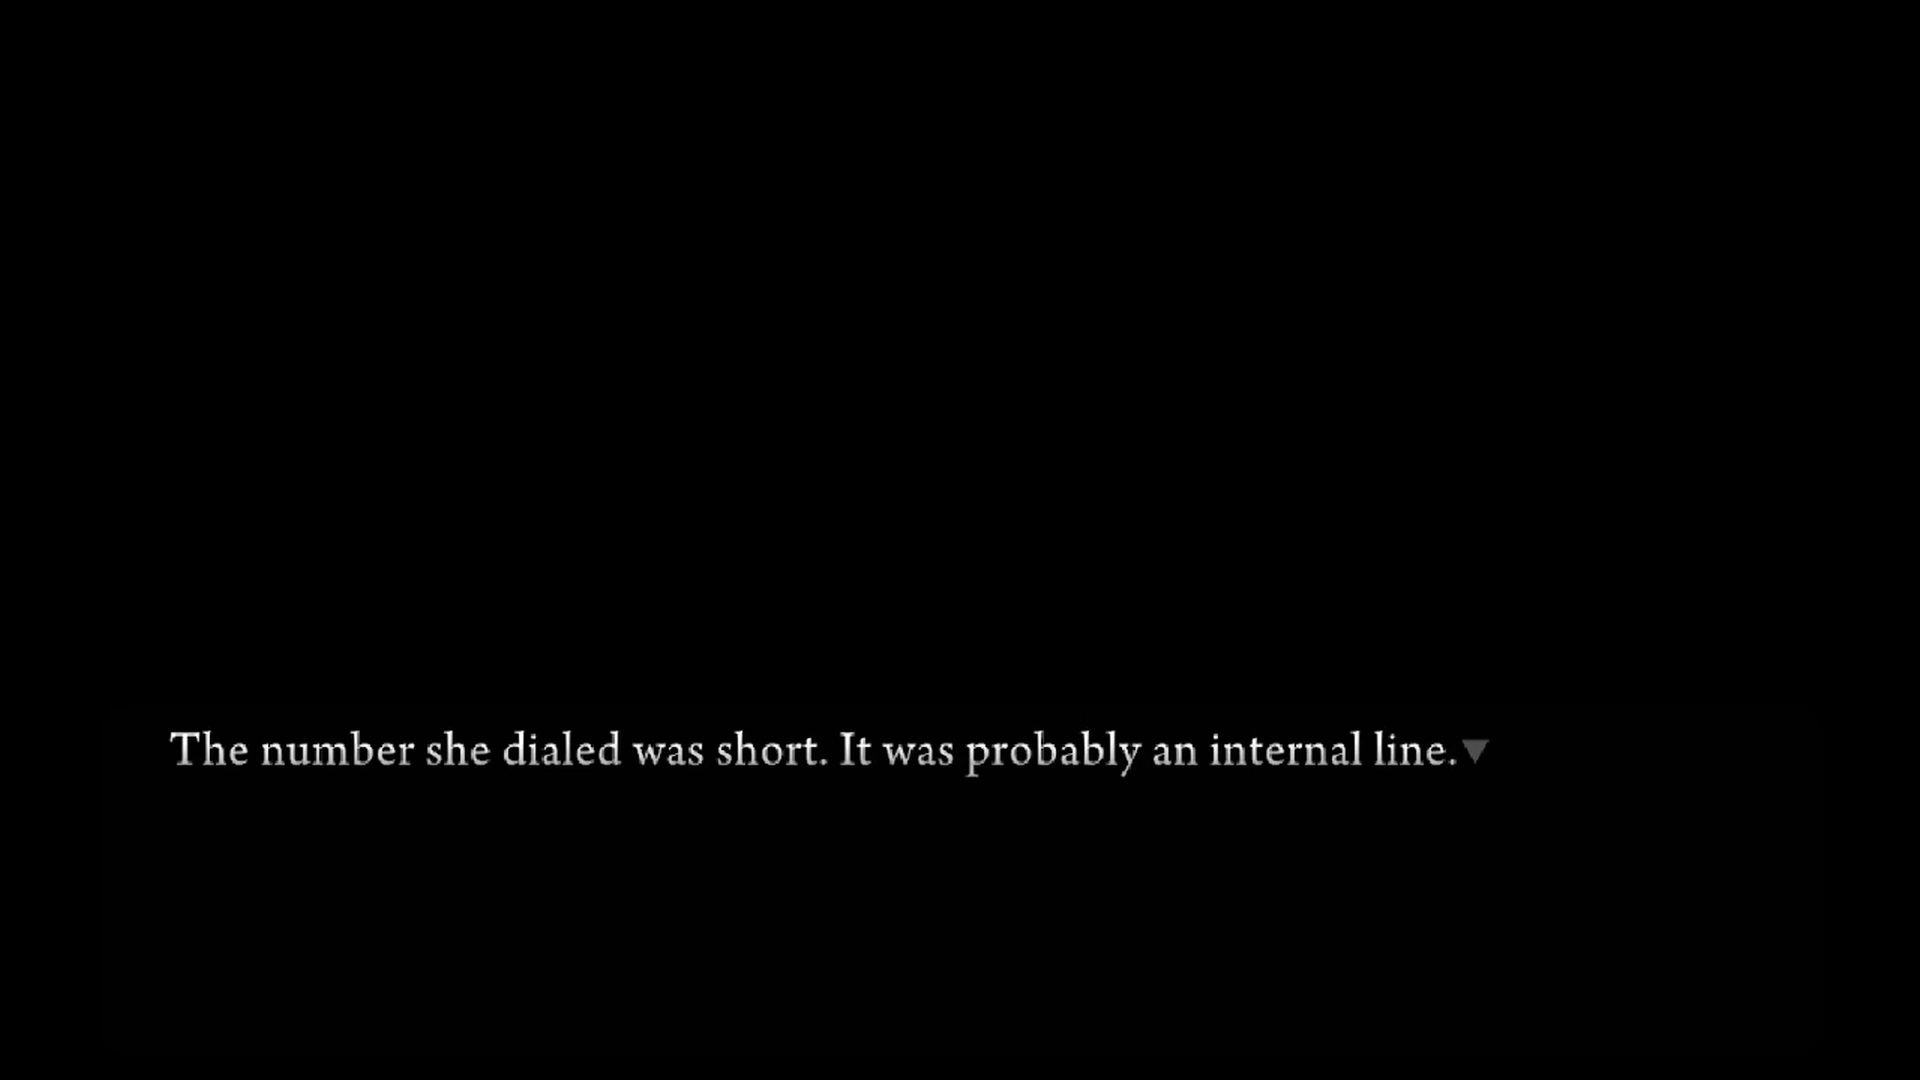 The number she dialed was short. It was probably an internal line.